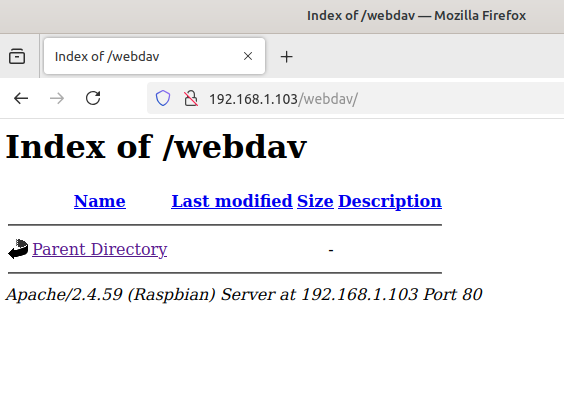 Index of /webdav — Mozilla Firefox
Index of /webdav
192.168.1.103/webdav/
Index of /webdav
Name Last modified Size Description
Parent Directory -
Apache/2.4.59 (Raspbian) Server at 192.168.1.103 Port 80